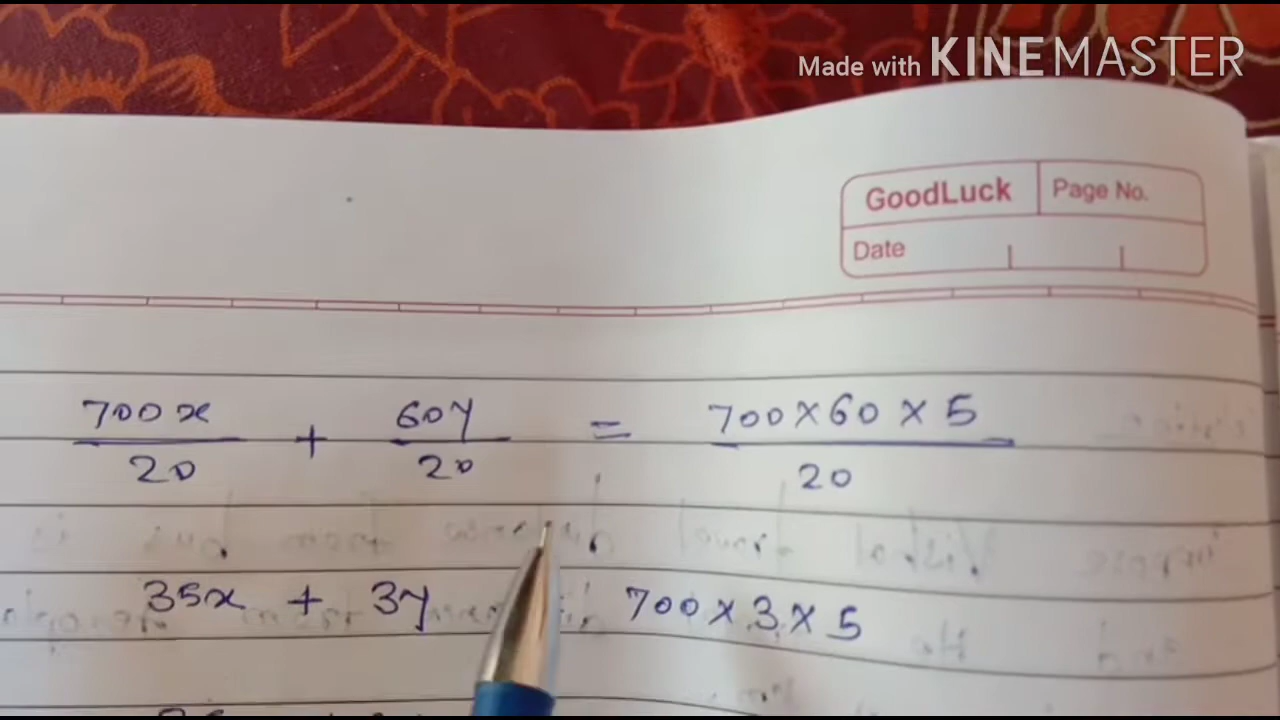 Made with KINEMASTER
GoodLuck Page No.
Date
700x/20 + 60y/20 = 700×60×5/20
35x + 3y 700×3×5